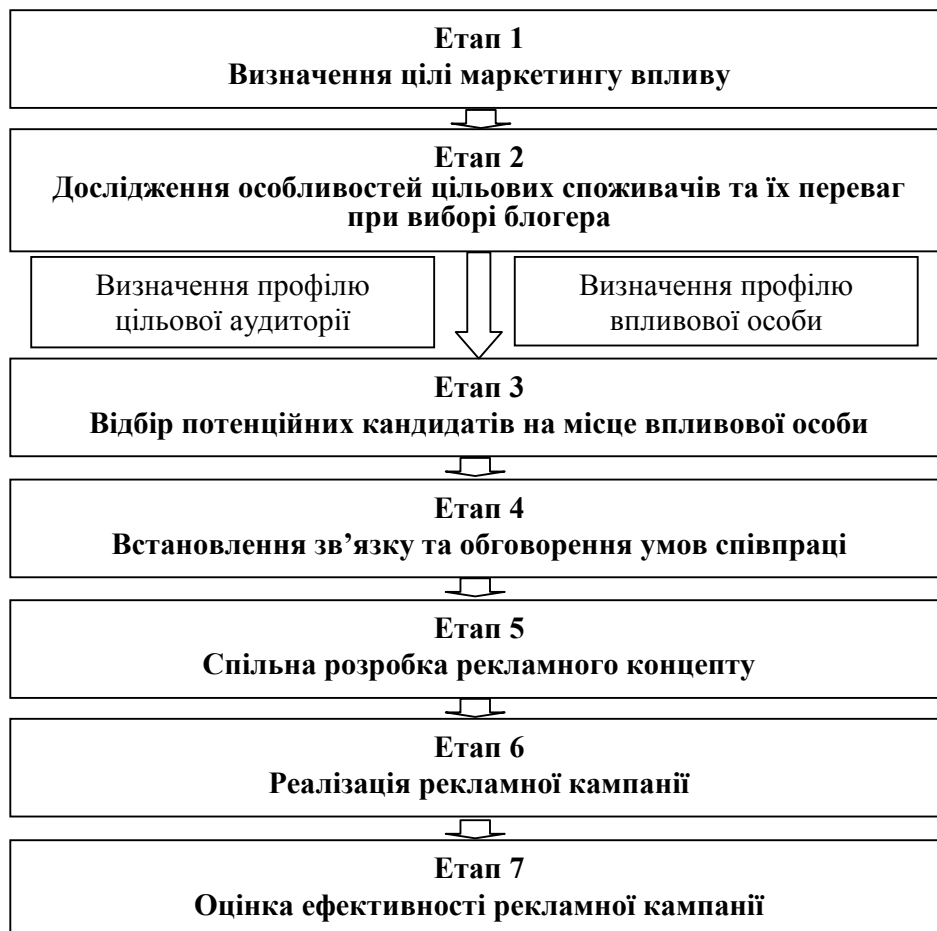 Етап 1
Визначення цілі маркетингу впливу
Етап 2
Дослідження особливостей цільових споживачів та їх переваг
при виборі блогера
Визначення профілю
цільової аудиторії
Визначення профілю
впливової особи
Етап 3
Відбір потенційних кандидатів на місце впливової особи
Етап 4
Встановлення зв’язку та обговорення умов співпраці
Етап 5
Спільна розробка рекламного концепту
Етап 6
Реалізація рекламної кампанії
Етап 7
Оцінка ефективності рекламної кампанії